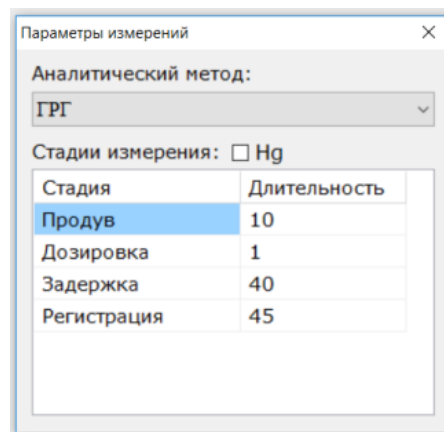 Параметры измерений
Аналитический метод:
ГРГ
Стадии измерения: Hg
Стадия Длительность
Продув 10
Дозировка 1
Задержка 40
Регистрация 45